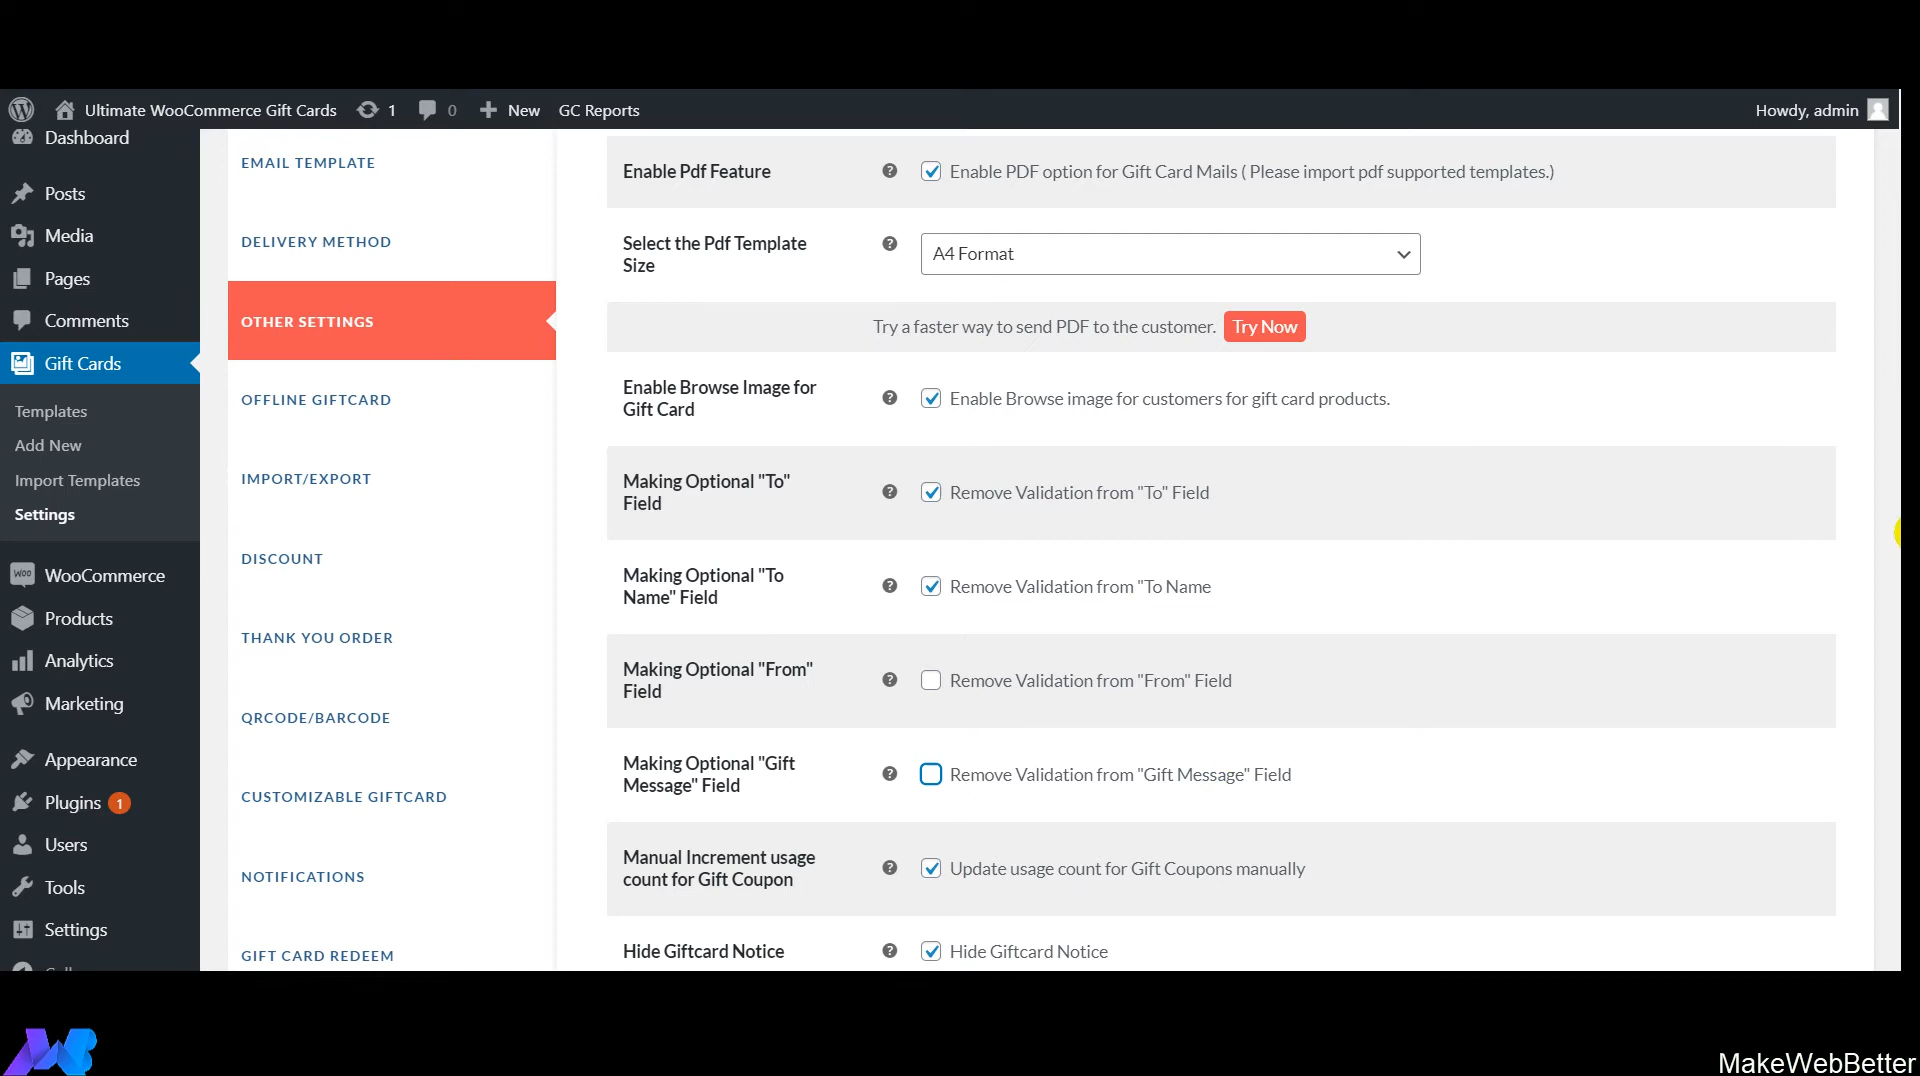 Ultimate WooCommerce Gift Cards 1 0 New GC Reports Howdy, admin
Dashboard
Posts
Media
Pages
Comments
Gift Cards
Templates
Add New
Import Templates
Settings
WooCommerce
Products
Analytics
Marketing
Appearance
Plugins 1
Users
Tools
Settings
EMAIL TEMPLATE
DELIVERY METHOD
OTHER SETTINGS
OFFLINE GIFTCARD
IMPORT/EXPORT
DISCOUNT
THANK YOU ORDER
QRCODE/BARCODE
CUSTOMIZABLE GIFTCARD
NOTIFICATIONS
GIFT CARD REDEEM
Enable Pdf Feature
Enable PDF option for Gift Card Mails ( Please import pdf supported templates.)
Select the Pdf Template
Size
A4 Format
Try a faster way to send PDF to the customer. Try Now
Enable Browse Image for
Gift Card
Enable Browse image for customers for gift card products.
Making Optional "To"
Field
Remove Validation from "To" Field
Making Optional "To
Name" Field
Remove Validation from "To Name
Making Optional "From"
Field
Remove Validation from "From" Field
Making Optional "Gift
Message" Field
Remove Validation from "Gift Message" Field
Manual Increment usage
count for Gift Coupon
Update usage count for Gift Coupons manually
Hide Giftcard Notice
Hide Giftcard Notice
MakeWebBetter